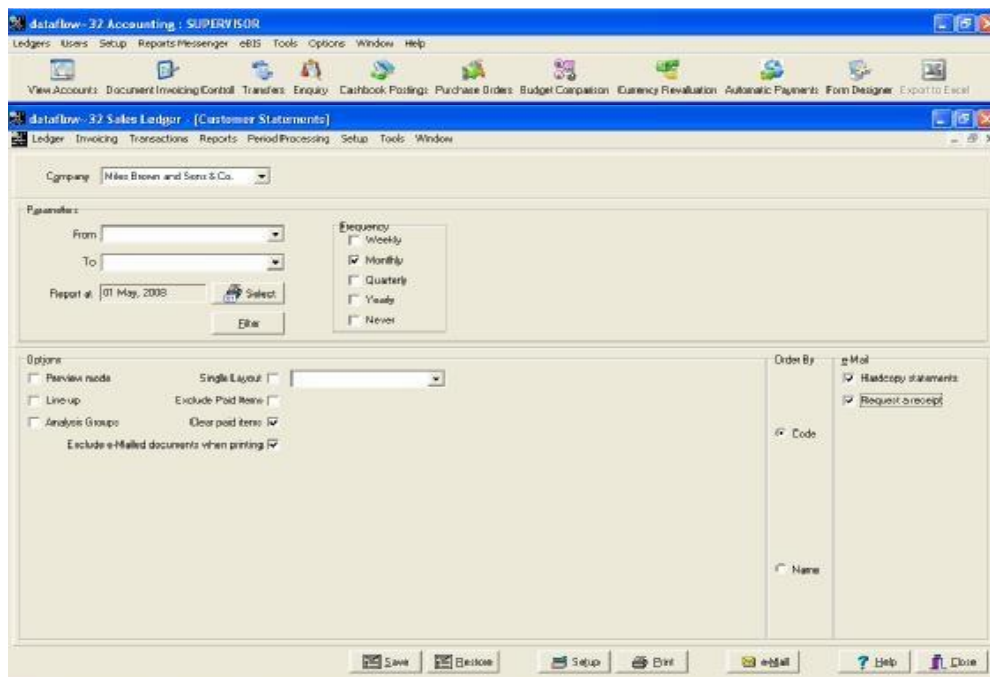 dataflow-32 Accounting : SUPERVISOR
Ledgers Users Setup Reports Messenger eBIS Tools Options Window Help
View Accounts Document Invoicing Control Transfers Enquiry Cashbook Postings Purchase Orders Budget Comparison Currency Revaluation Automatic Payments Form Designer Export to Excel
dataflow-32 Sales Ledger - [Customer Statements]
Ledger Invoicing Transactions Reports Period Processing Setup Tools Window
Company Miles Brown and Sons & Co.
Parameters
Frequency
From
Weekly
Monthly
To
Quarterly
Report at 01 May, 2008 Select
Yearly
Filter
Never
Options
Order By
e-Mail
Preview mode Single Layout
Hardcopy statements
Line-up Exclude Paid Items
Request a receipt
Analysis Groups Clear paid items
Code
Exclude e-Mailed documents when printing
Name
Save Restore Setup Print e-Mail Help Close